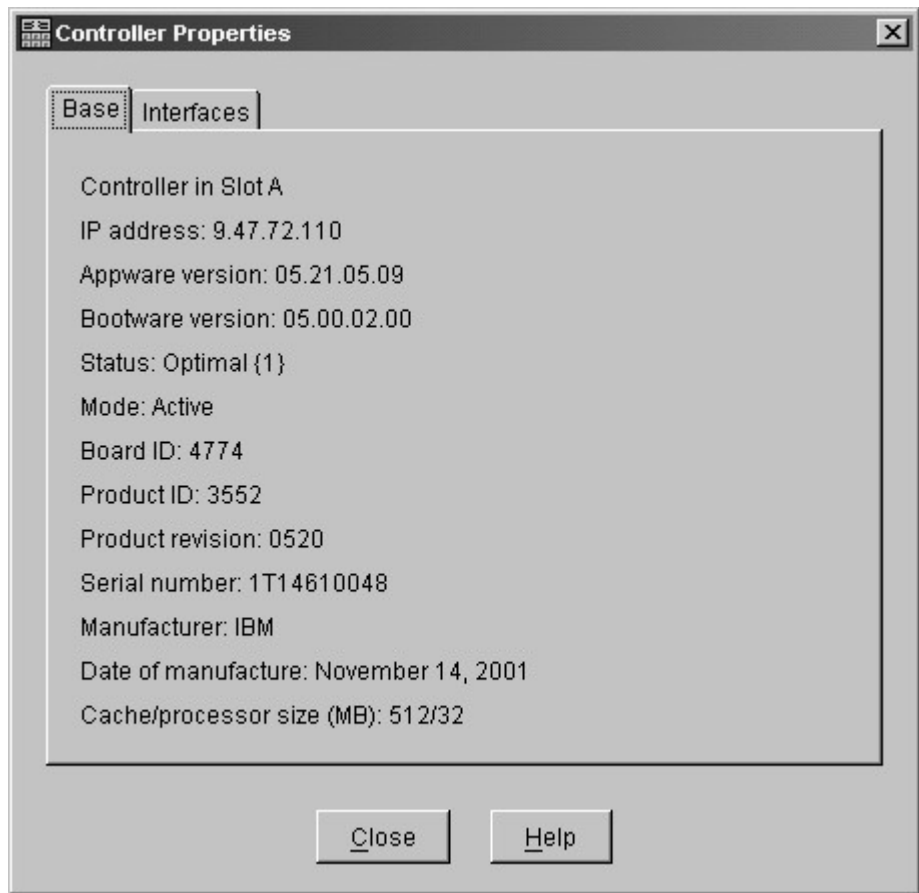 Controller Properties
Base
Interfaces
Controller in Slot A
IP address: 9.47.72.110
Appware version: 05.21.05.09
Bootware version: 05.00.02.00
Status: Optimal {1}
Mode: Active
Board ID: 4774
Product ID: 3552
Product revision: 0520
Serial number: 1T14610048
Manufacturer: IBM
Date of manufacture: November 14, 2001
Cache/processor size (MB): 512/32
Close
Help